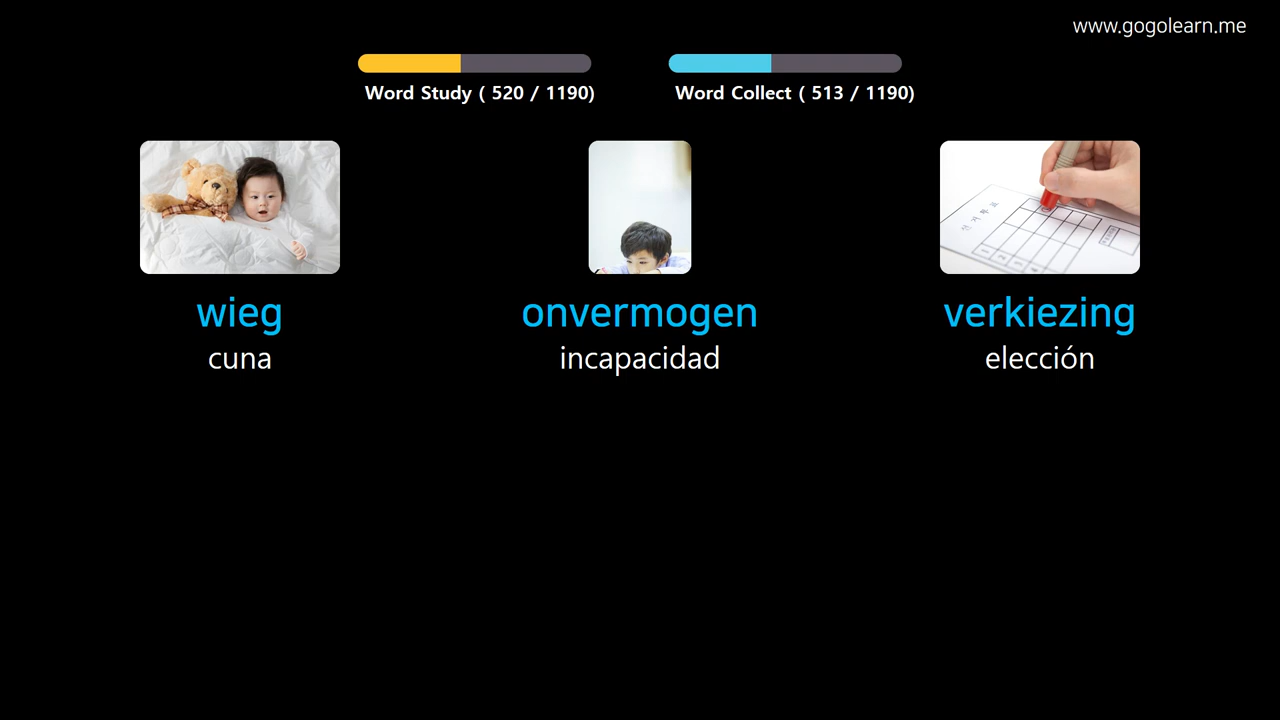 www.gogolearn.me
Word Study ( 520 / 1190)
Word Collect ( 513 / 1190)
wieg
onvermogen
verkiezing
cuna
incapacidad
elección